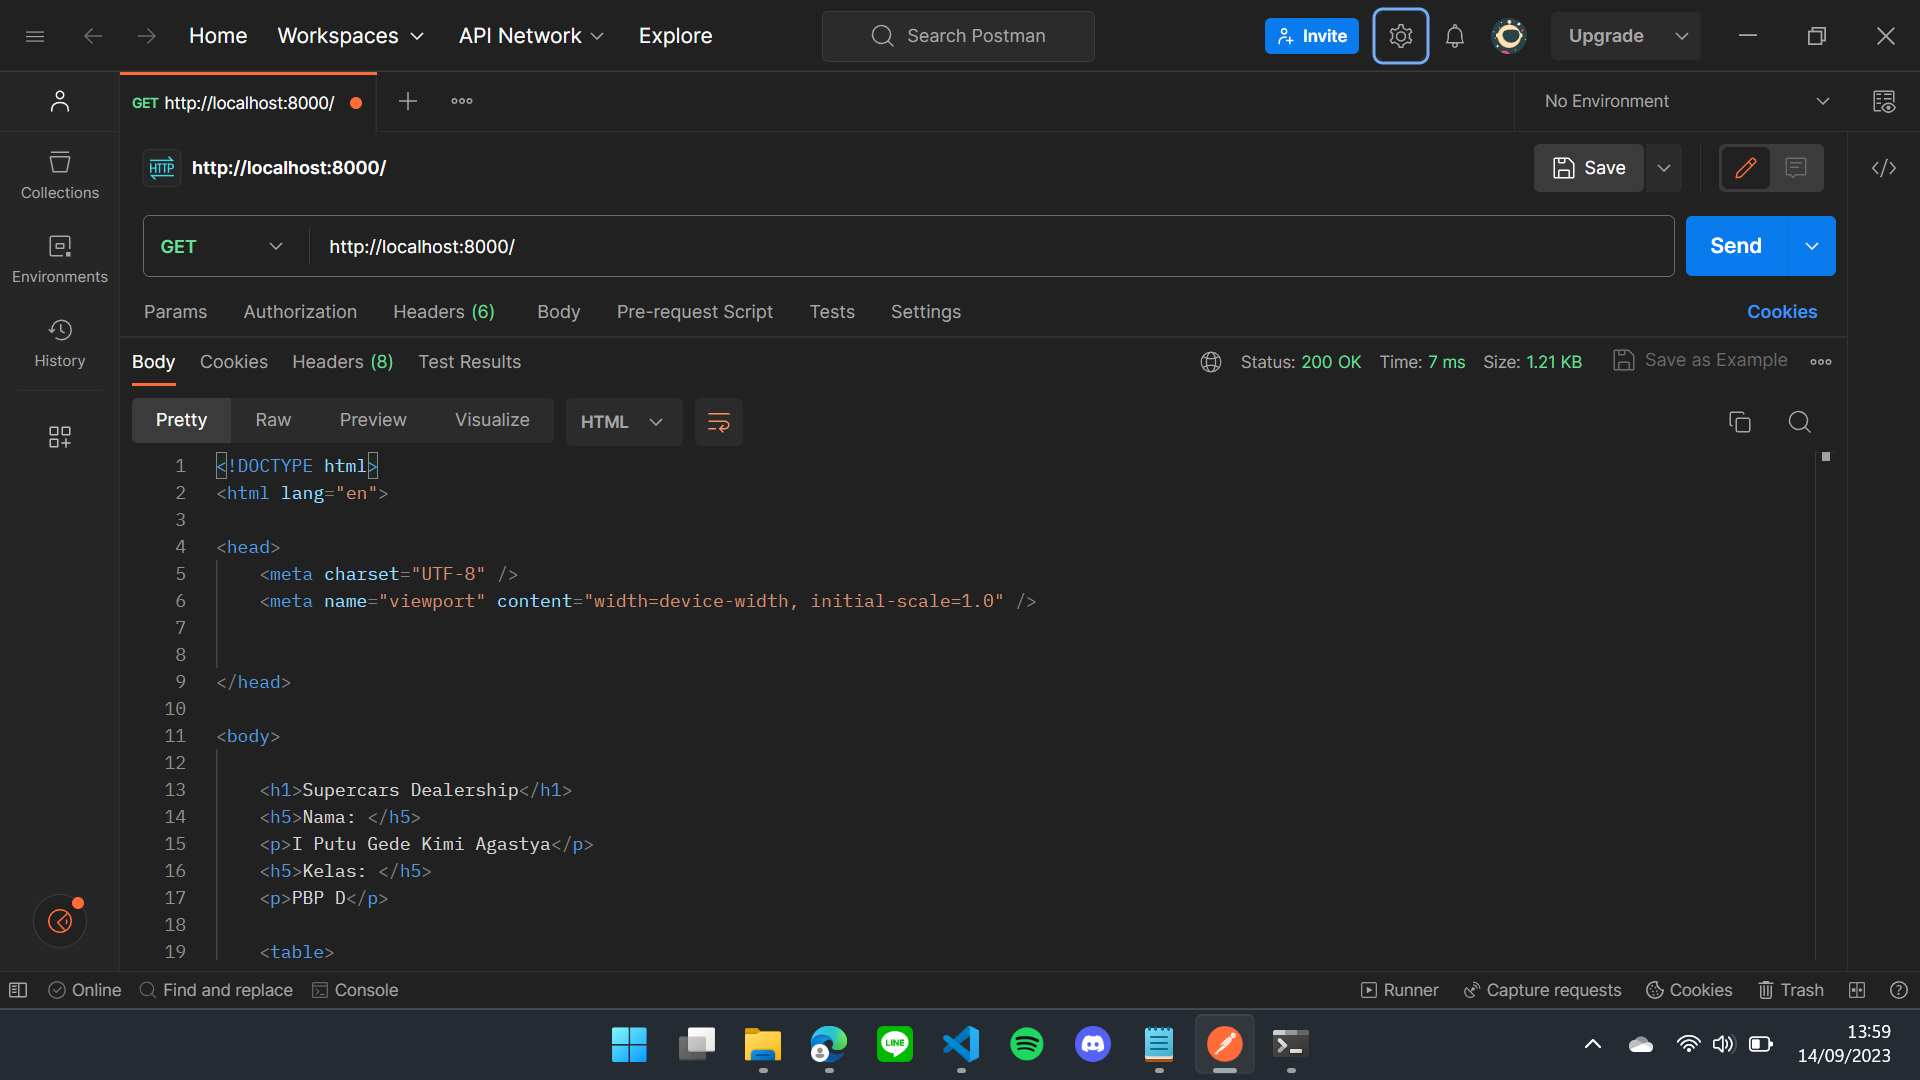 Home Workspaces API Network Explore Search Postman Invite Upgrade
GET http://localhost:8000/ No Environment
HTTP http://localhost:8000/ Save
Collections
GET http://localhost:8000/ Send
Environments
Params Authorization Headers (6) Body Pre-request Script Tests Settings Cookies
History
Body Cookies Headers (8) Test Results Status: 200 OK Time: 7 ms Size: 1.21 KB Save as Example
Pretty Raw Preview Visualize HTML
1 <!DOCTYPE html>
2 <html lang="en">
3
4 <head>
5 <meta charset="UTF-8" />
6 <meta name="viewport" content="width=device-width, initial-scale=1.0" />
7
8
9 </head>
10
11 <body>
12
13 <h1>Supercars Dealership</h1>
14 <h5>Nama: </h5>
15 <p>I Putu Gede Kimi Agastya</p>
16 <h5>Kelas: </h5>
17 <p>PBP D</p>
18
19 <table>
Online Find and replace Console Runner Capture requests Cookies Trash
LINE
13:59
14/09/2023